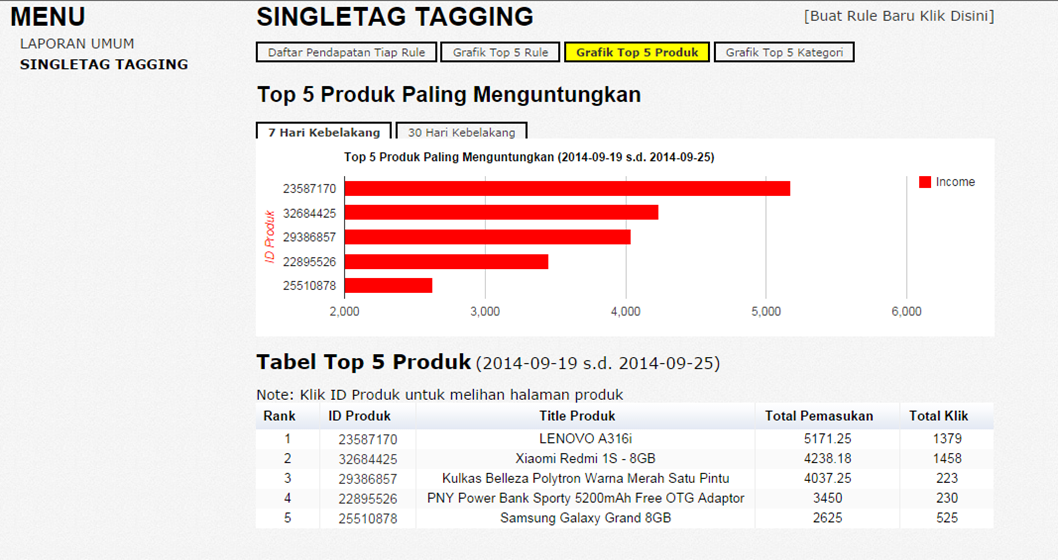 MENU
LAPORAN UMUM
SINGLETAG TAGGING
SINGLETAG TAGGING
[Buat Rule Baru Klik Disini]
Daftar Pendapatan Tiap Rule Grafik Top 5 Rule Grafik Top 5 Produk Grafik Top 5 Kategori
Top 5 Produk Paling Menguntungkan
7 Hari Kebelakang 30 Hari Kebelakang
Top 5 Produk Paling Menguntungkan (2014-09-19 s.d. 2014-09-25)
Income
ID Produk
23587170
32684425
29386857
22895526
25510878
2,000 3,000 4,000 5,000 6,000
Tabel Top 5 Produk (2014-09-19 s.d. 2014-09-25)
Note: Klik ID Produk untuk melihan halaman produk
Rank ID Produk Title Produk Total Pemasukan Total Klik
1 23587170 LENOVO A316i 5171.25 1379
2 32684425 Xiaomi Redmi 1S - 8GB 4238.18 1458
3 29386857 Kulkas Belleza Polytron Warna Merah Satu Pintu 4037.25 223
4 22895526 PNY Power Bank Sporty 5200mAh Free OTG Adaptor 3450 230
5 25510878 Samsung Galaxy Grand 8GB 2625 525